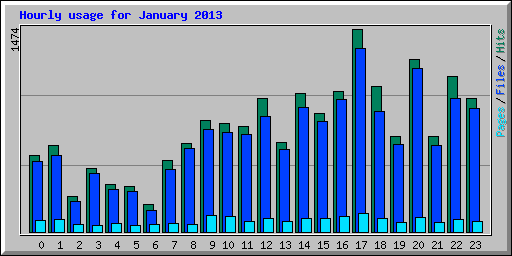 Hourly usage for January 2013
1474
Pages/Files/Hits
0 1 2 3 4 5 6 7 8 9 10 11 12 13 14 15 16 17 18 19 20 21 22 23